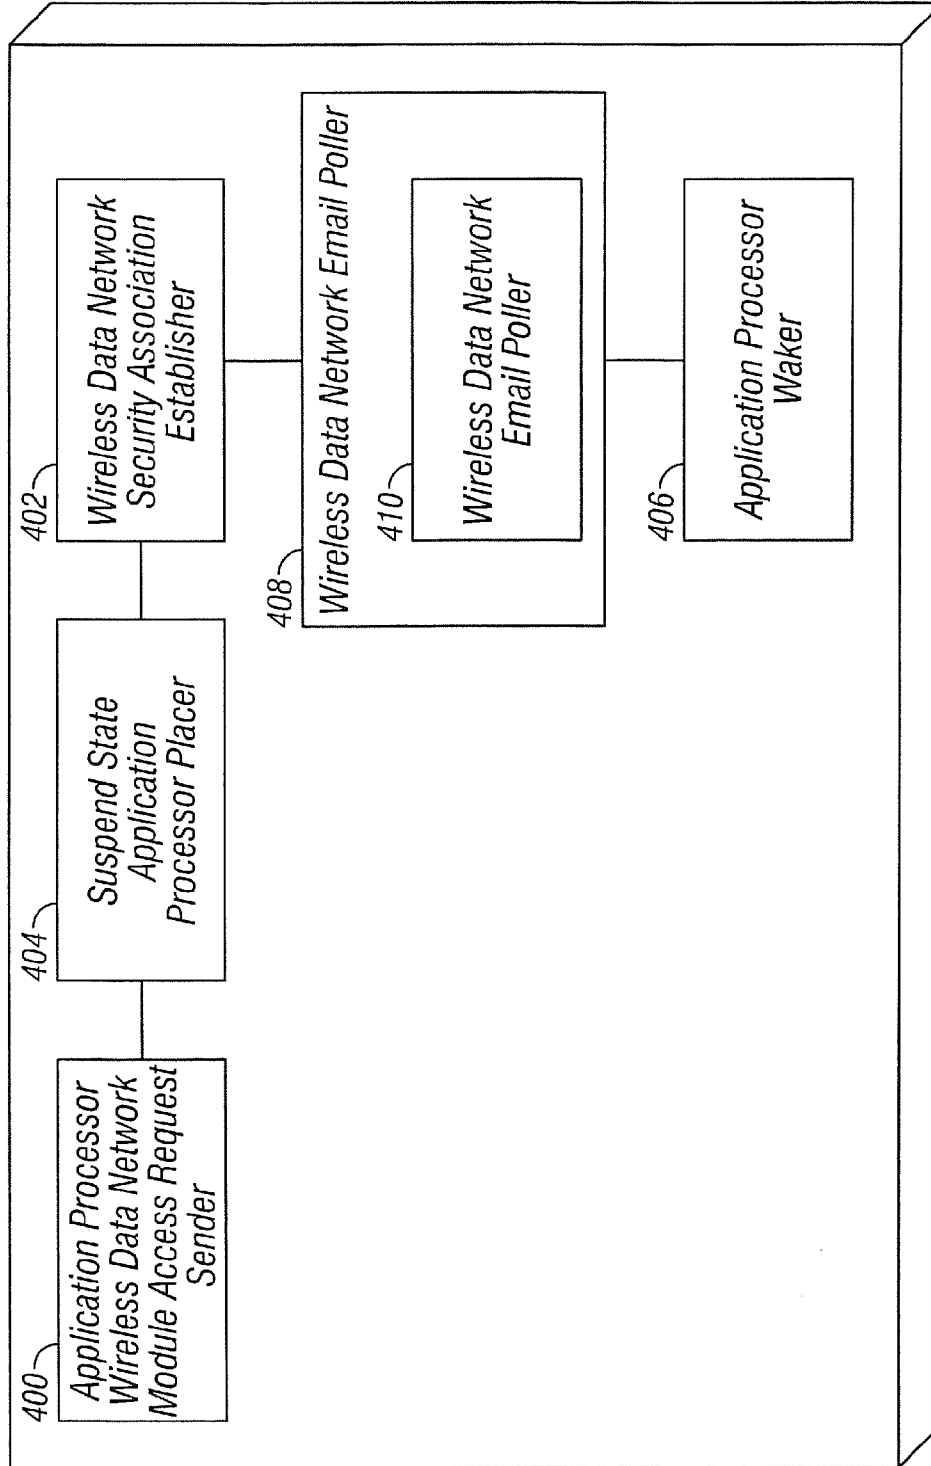 400
Application Processor
Wireless Data Network
Module Access Request
Sender
404
Suspend State
Application
Processor Placer
402
Wireless Data Network
Security Association
Establisher
408
Wireless Data Network Email Poller
410
Wireless Data Network
Email Poller
406
Application Processor
Waker